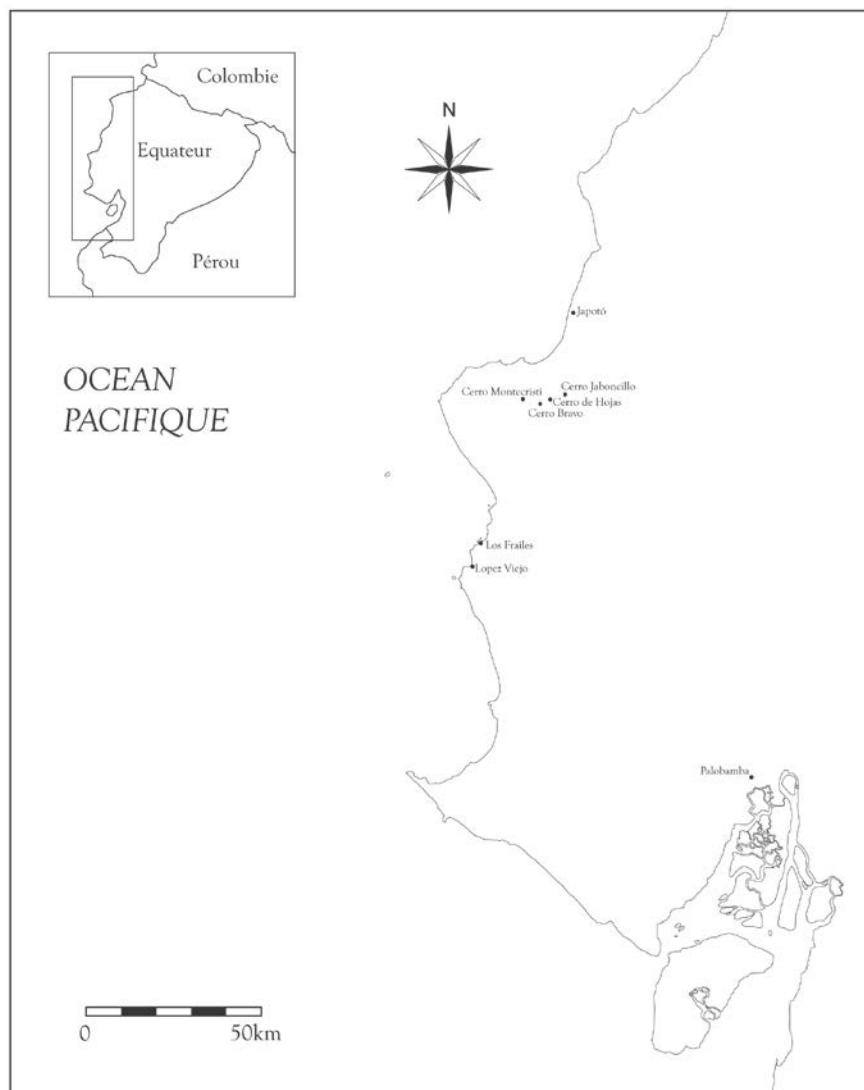 Colombie
Equateur
Pérou
N
OCEAN
PACIFIQUE
Japotó
Cerro Jaboncillo
Cerro Montecristi
Cerro de Hojas
Cerro Bravo
Los Frailes
Lopez Viejo
Palobamba
0 50km